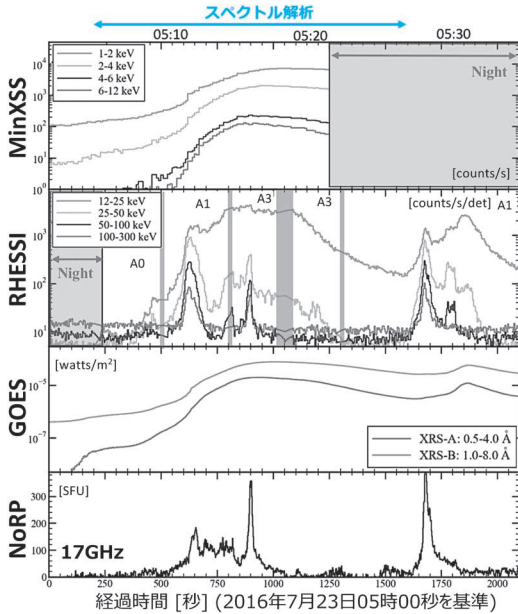 スペクトル解析
05:10 05:20 05:30
MinXSS
10⁴
10³
10²
10¹
10⁰
1-2 keV
2-4 keV
4-6 keV
6-12 keV
Night
[counts/s]
RHESSI
10⁴
10³
10²
10¹
12-25 keV
25-50 keV
50-100 keV
100-300 keV
A1 A3 A3 [counts/s/det] A1
Night A0
GOES
[watts/m²]
10⁻⁵
10⁻⁷
XRS-A: 0.5-4.0 Å
XRS-B: 1.0-8.0 Å
NoRP
[SFU]
300
200
100
0
17GHz
0 250 500 750 1000 1250 1500 1750 2000
経過時間 [秒] (2016年7月23日05時00秒を基準)